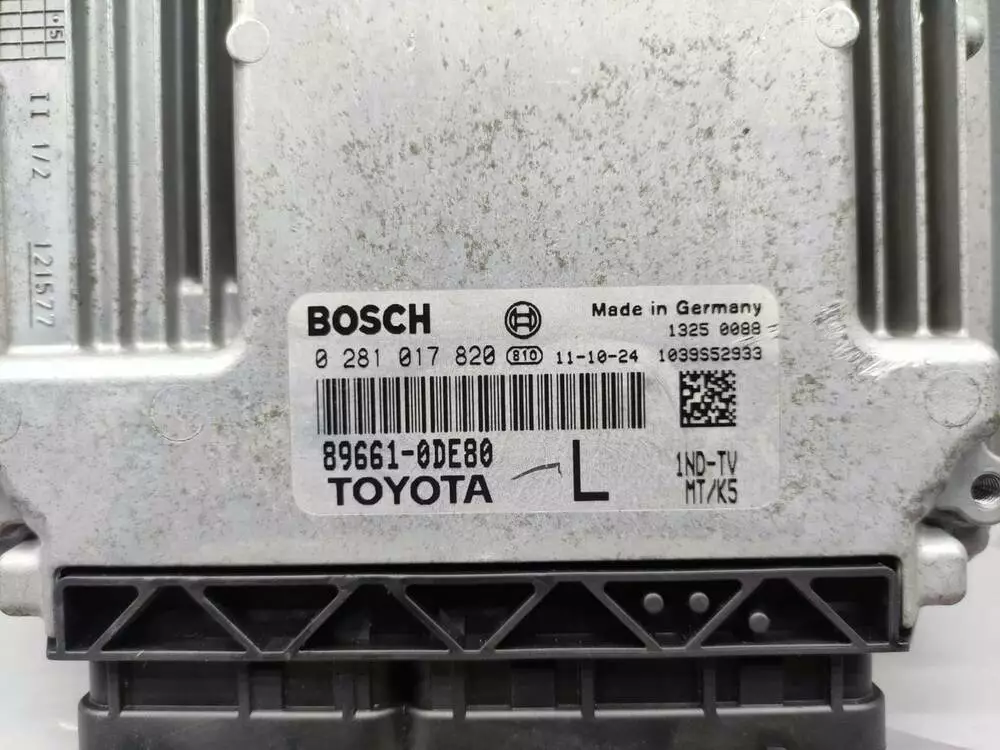 .51
II 1/2 121577
BOSCH
Made in Germany
1325 0088
0 281 017 820 810 11-10-24 1039S52933
89661-0DE80
TOYOTA
L
1ND-TV
MT/K5